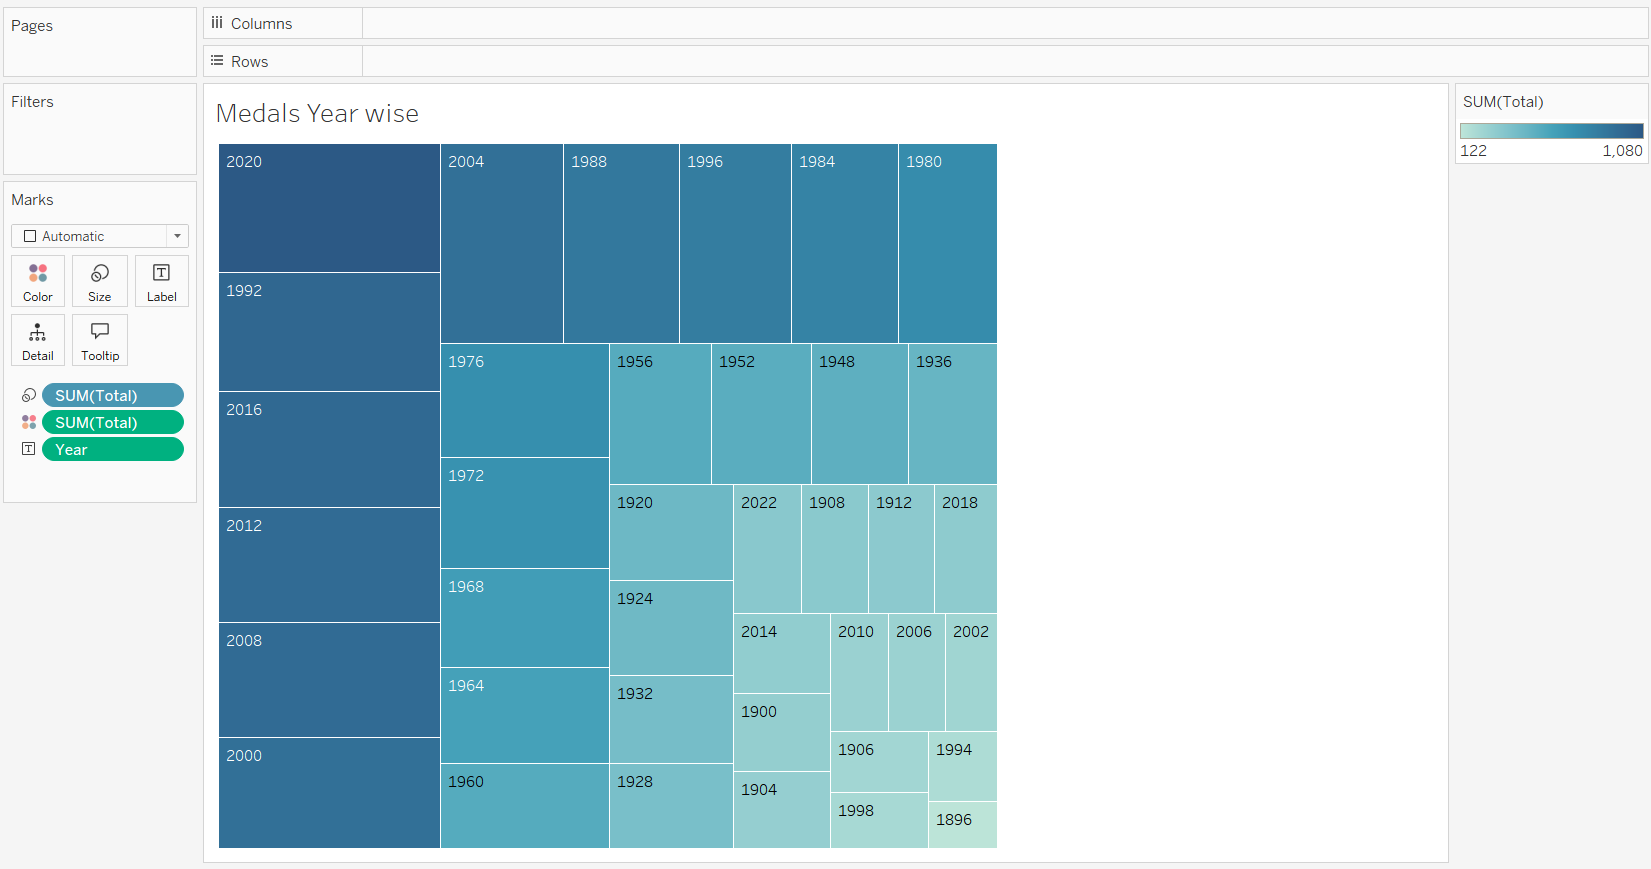 Pages
Columns
Rows
Filters
Marks
Automatic
Color
Size
Label
Detail
Tooltip
SUM(Total)
SUM(Total)
Year
Medals Year wise
2020
1992
2016
2012
2008
2000
2004
1988
1996
1984
1980
1976
1972
1968
1964
1960
1956
1952
1948
1936
1920
1924
1932
1928
2022
1908
1912
2018
2014
1900
1904
2010
2006
2002
1906
1998
1994
1896
SUM(Total)
122 1,080